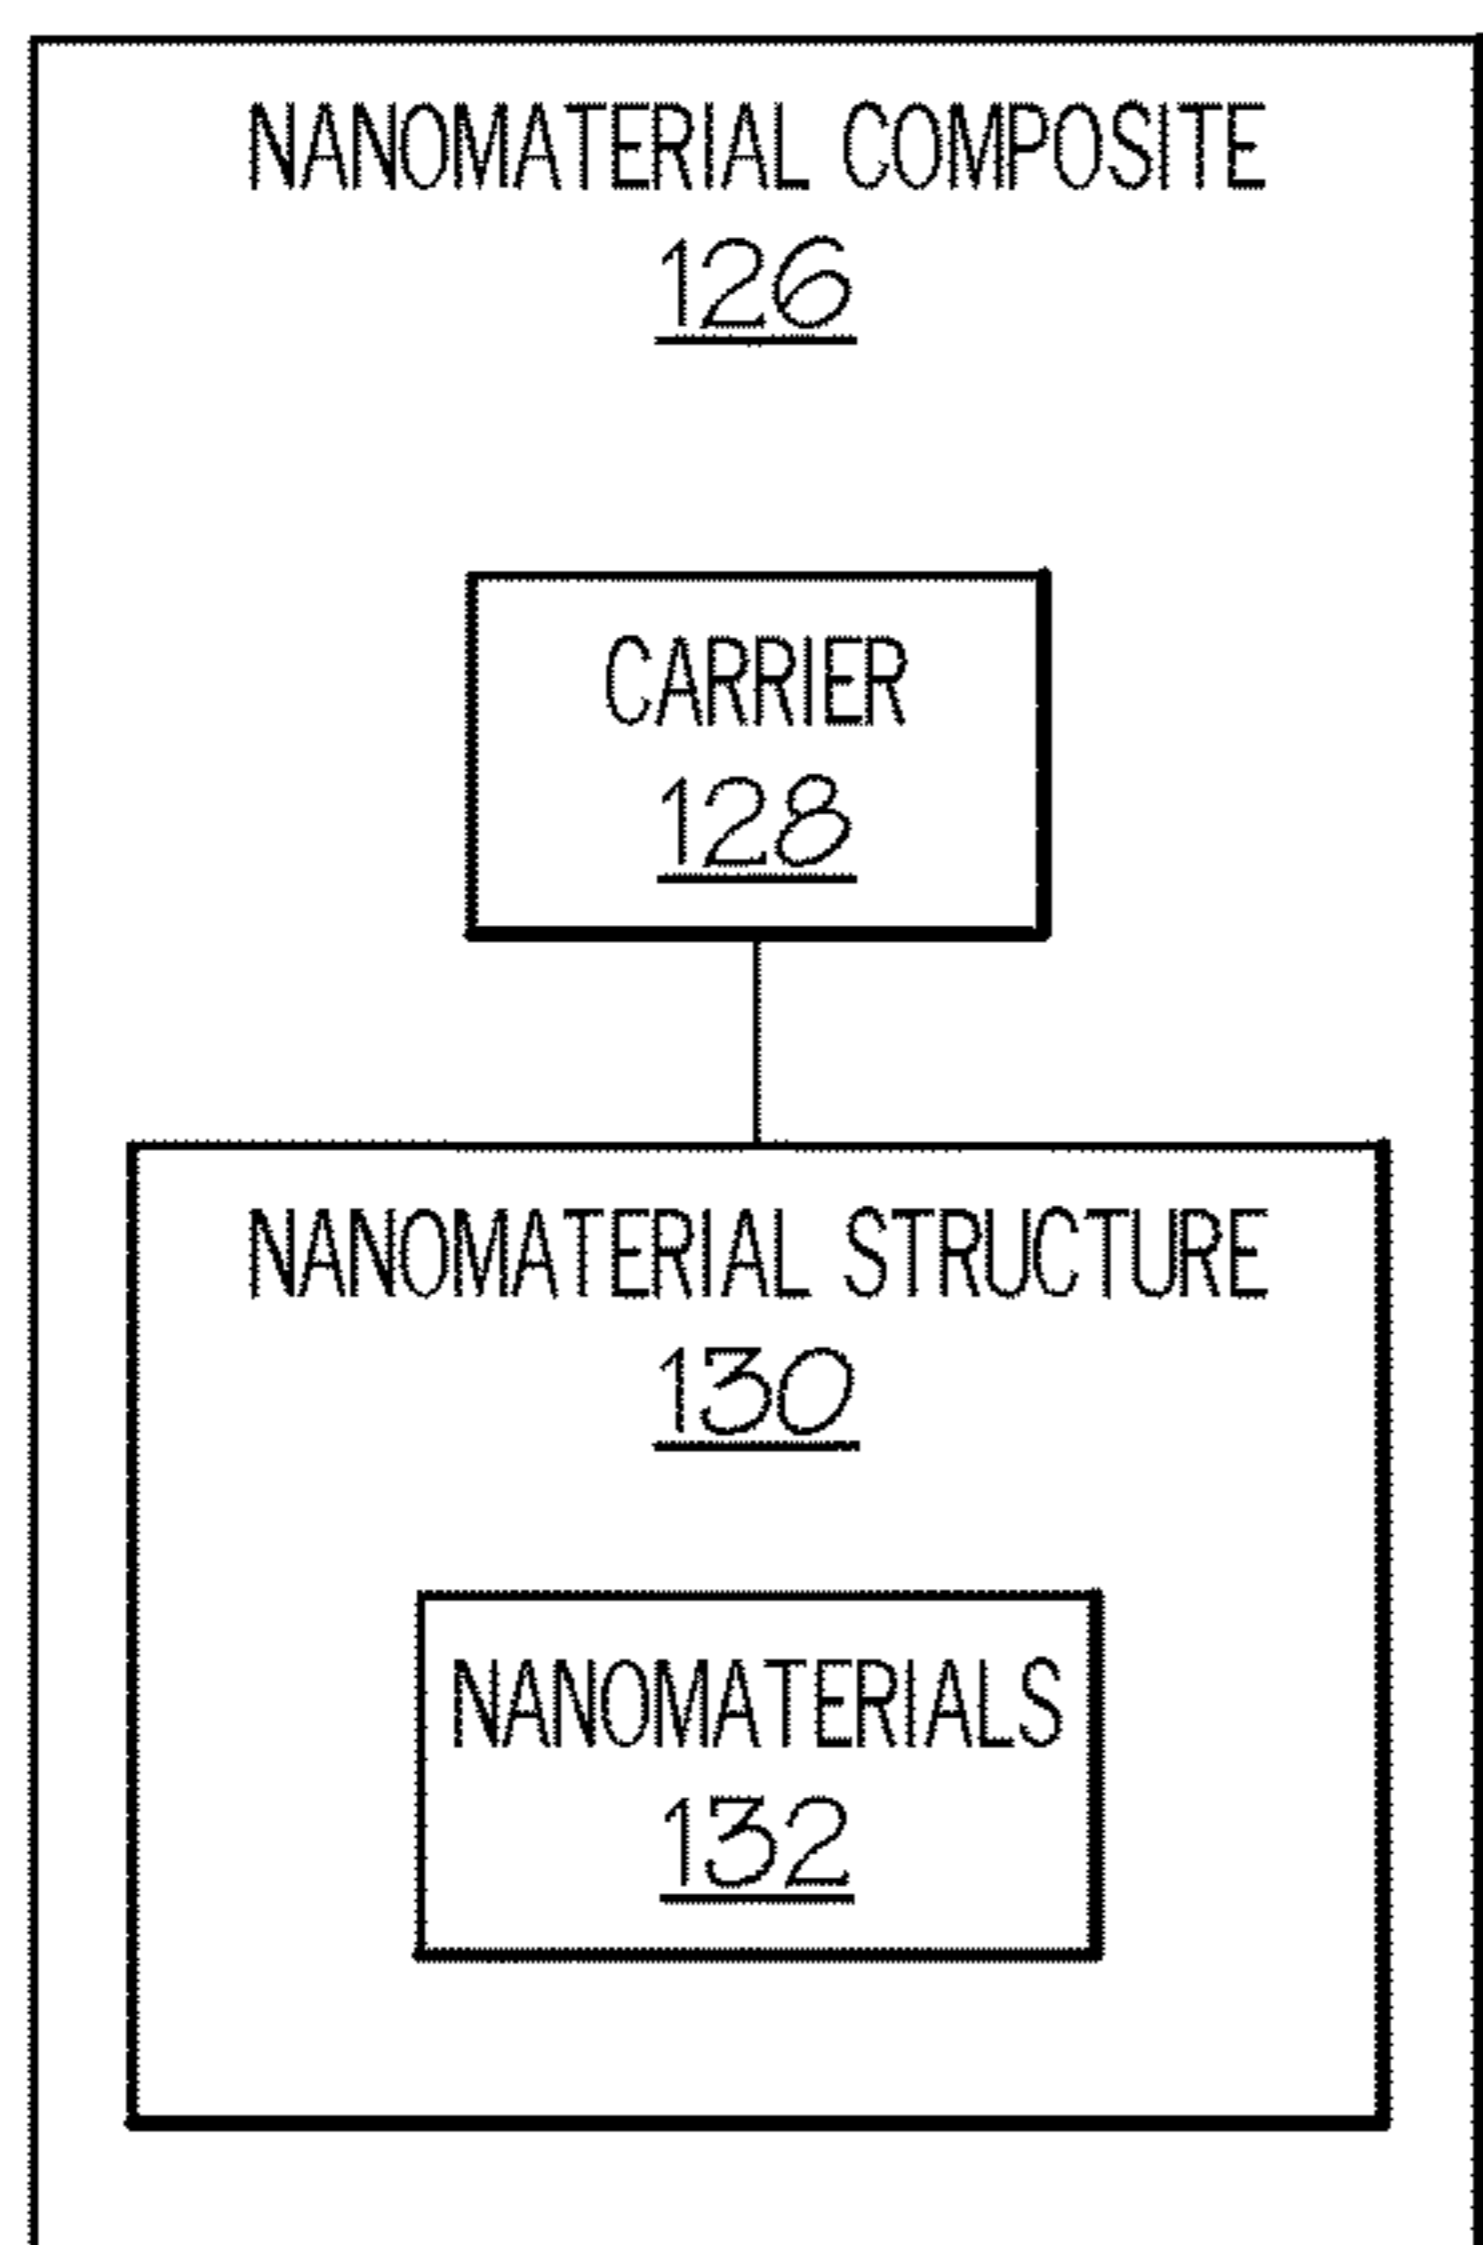 NANOMATERIAL COMPOSITE
126
CARRIER
128
NANOMATERIAL STRUCTURE
130
NANOMATERIALS
132